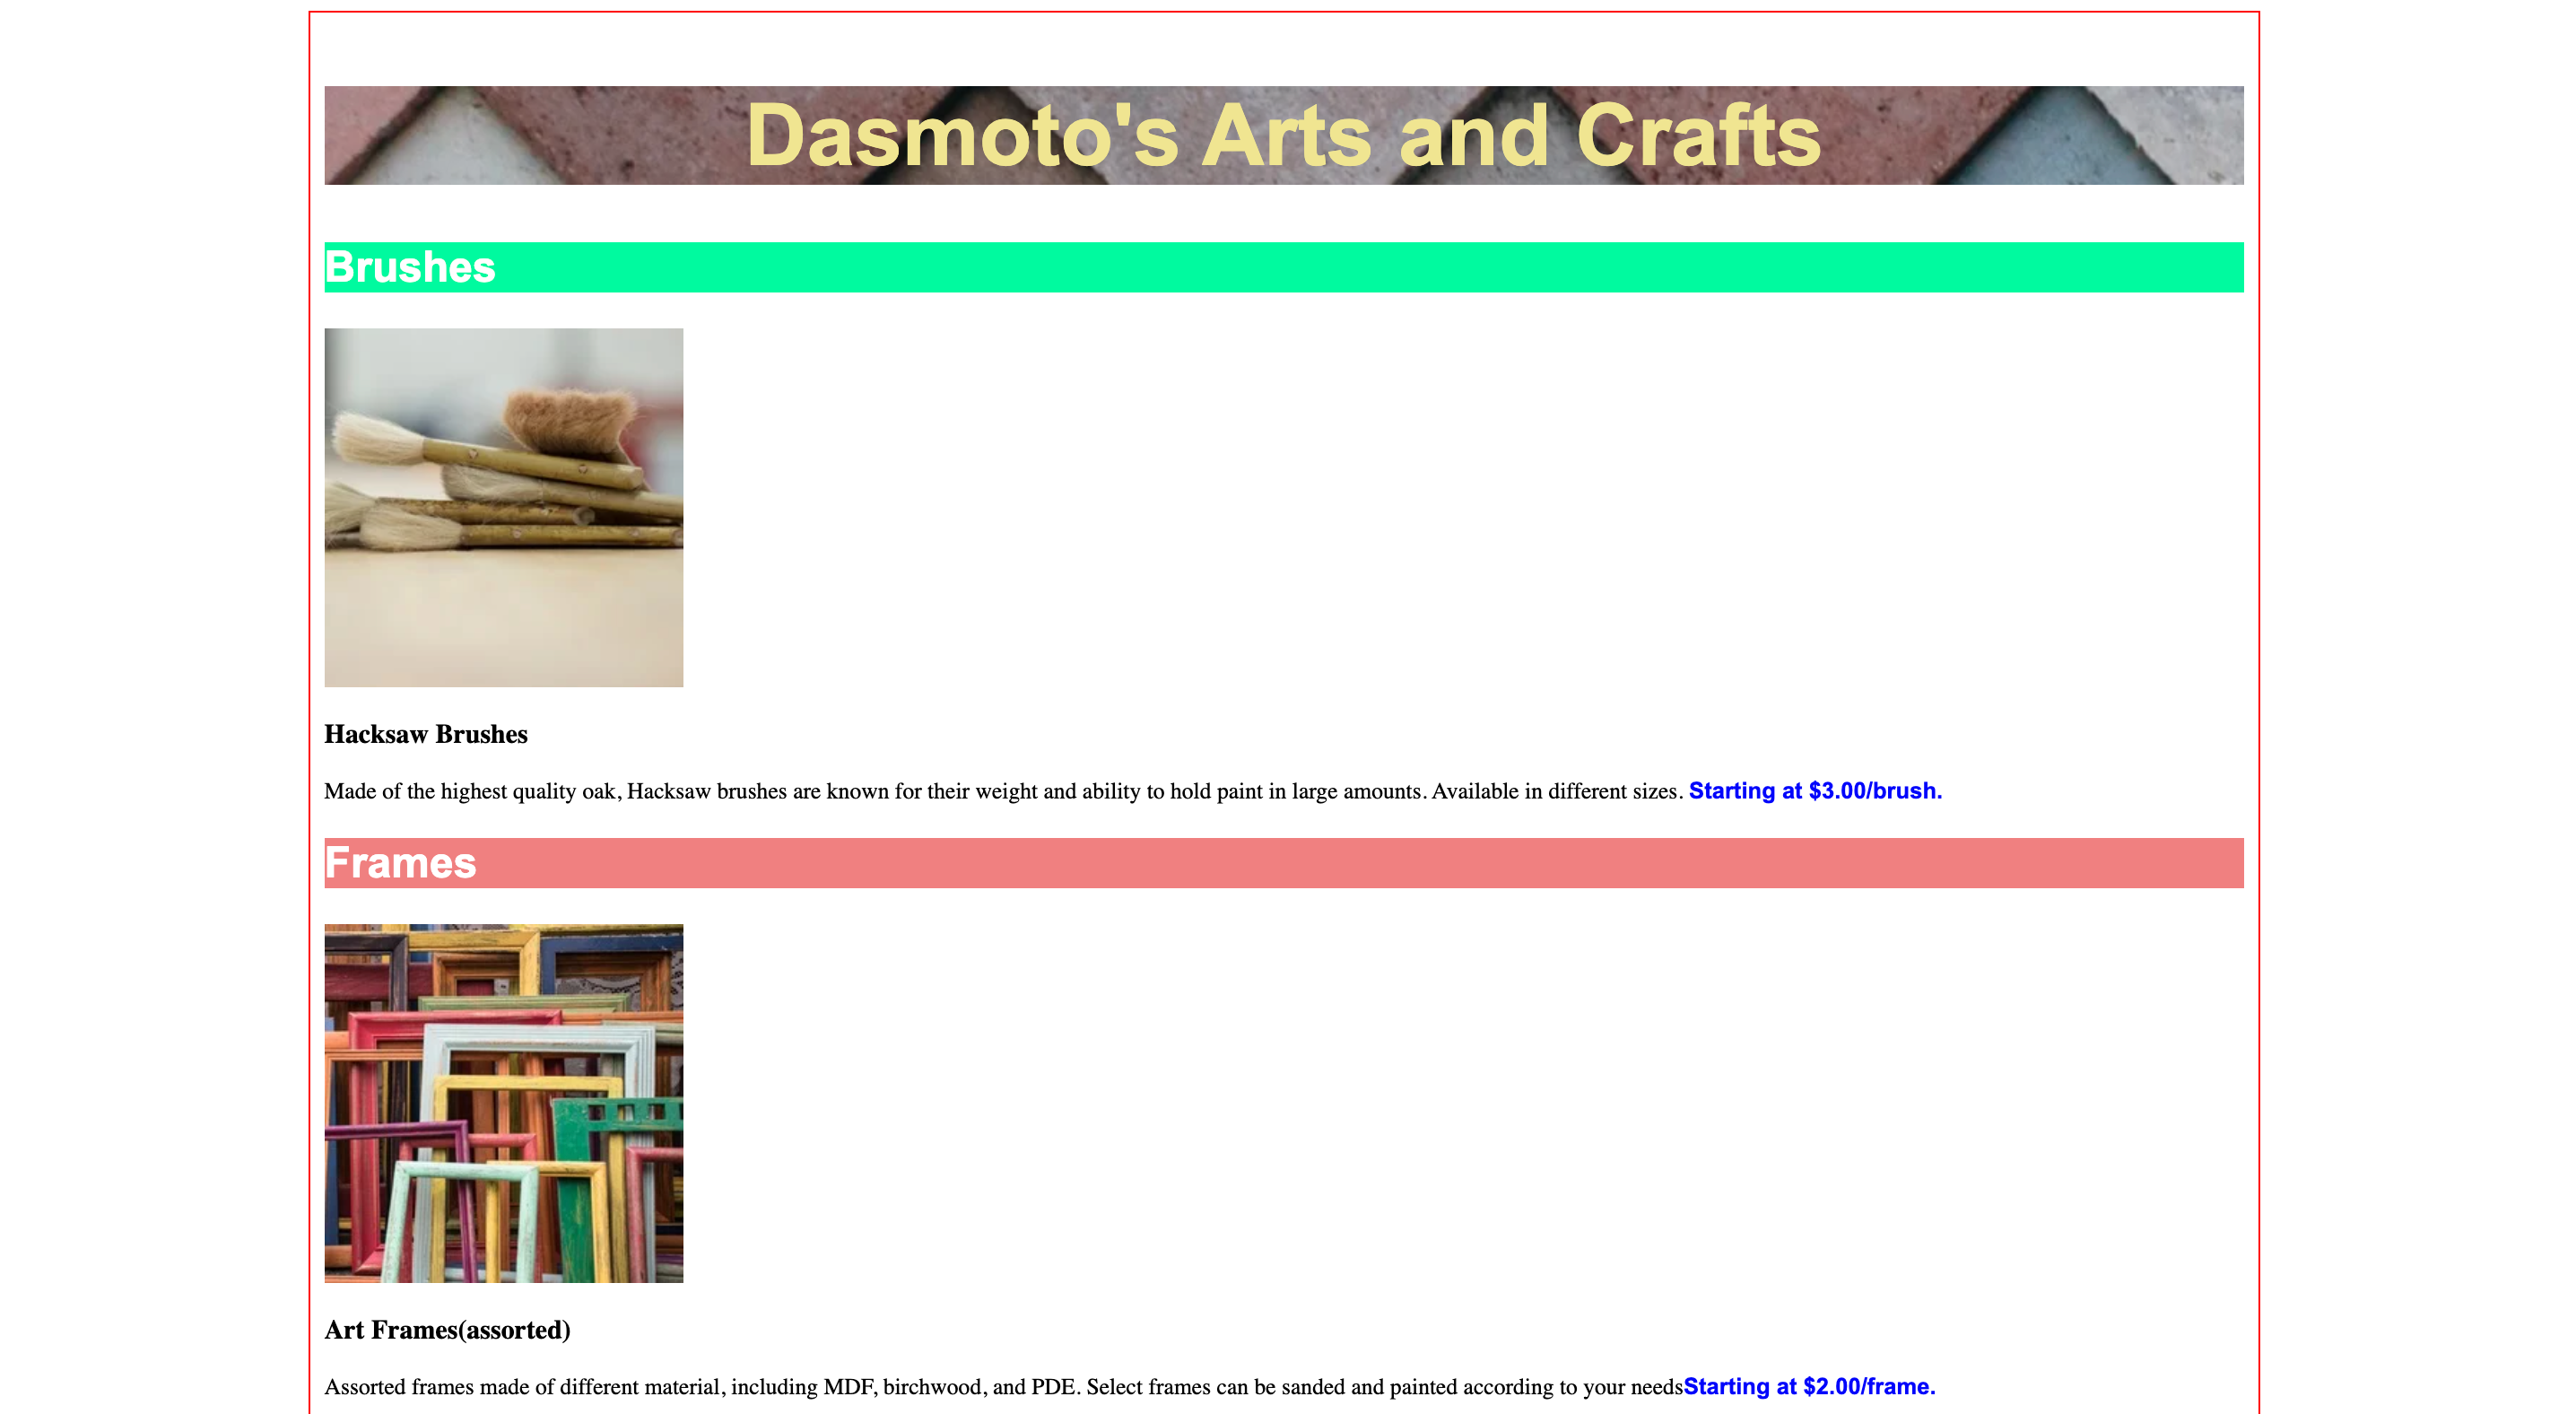 Dasmoto's Arts and Crafts
Brushes
Hacksaw Brushes
Made of the highest quality oak, Hacksaw brushes are known for their weight and ability to hold paint in large amounts. Available in different sizes. Starting at $3.00/brush.
Frames
Art Frames(assorted)
Assorted frames made of different material, including MDF, birchwood, and PDE. Select frames can be sanded and painted according to your needsStarting at $2.00/frame.